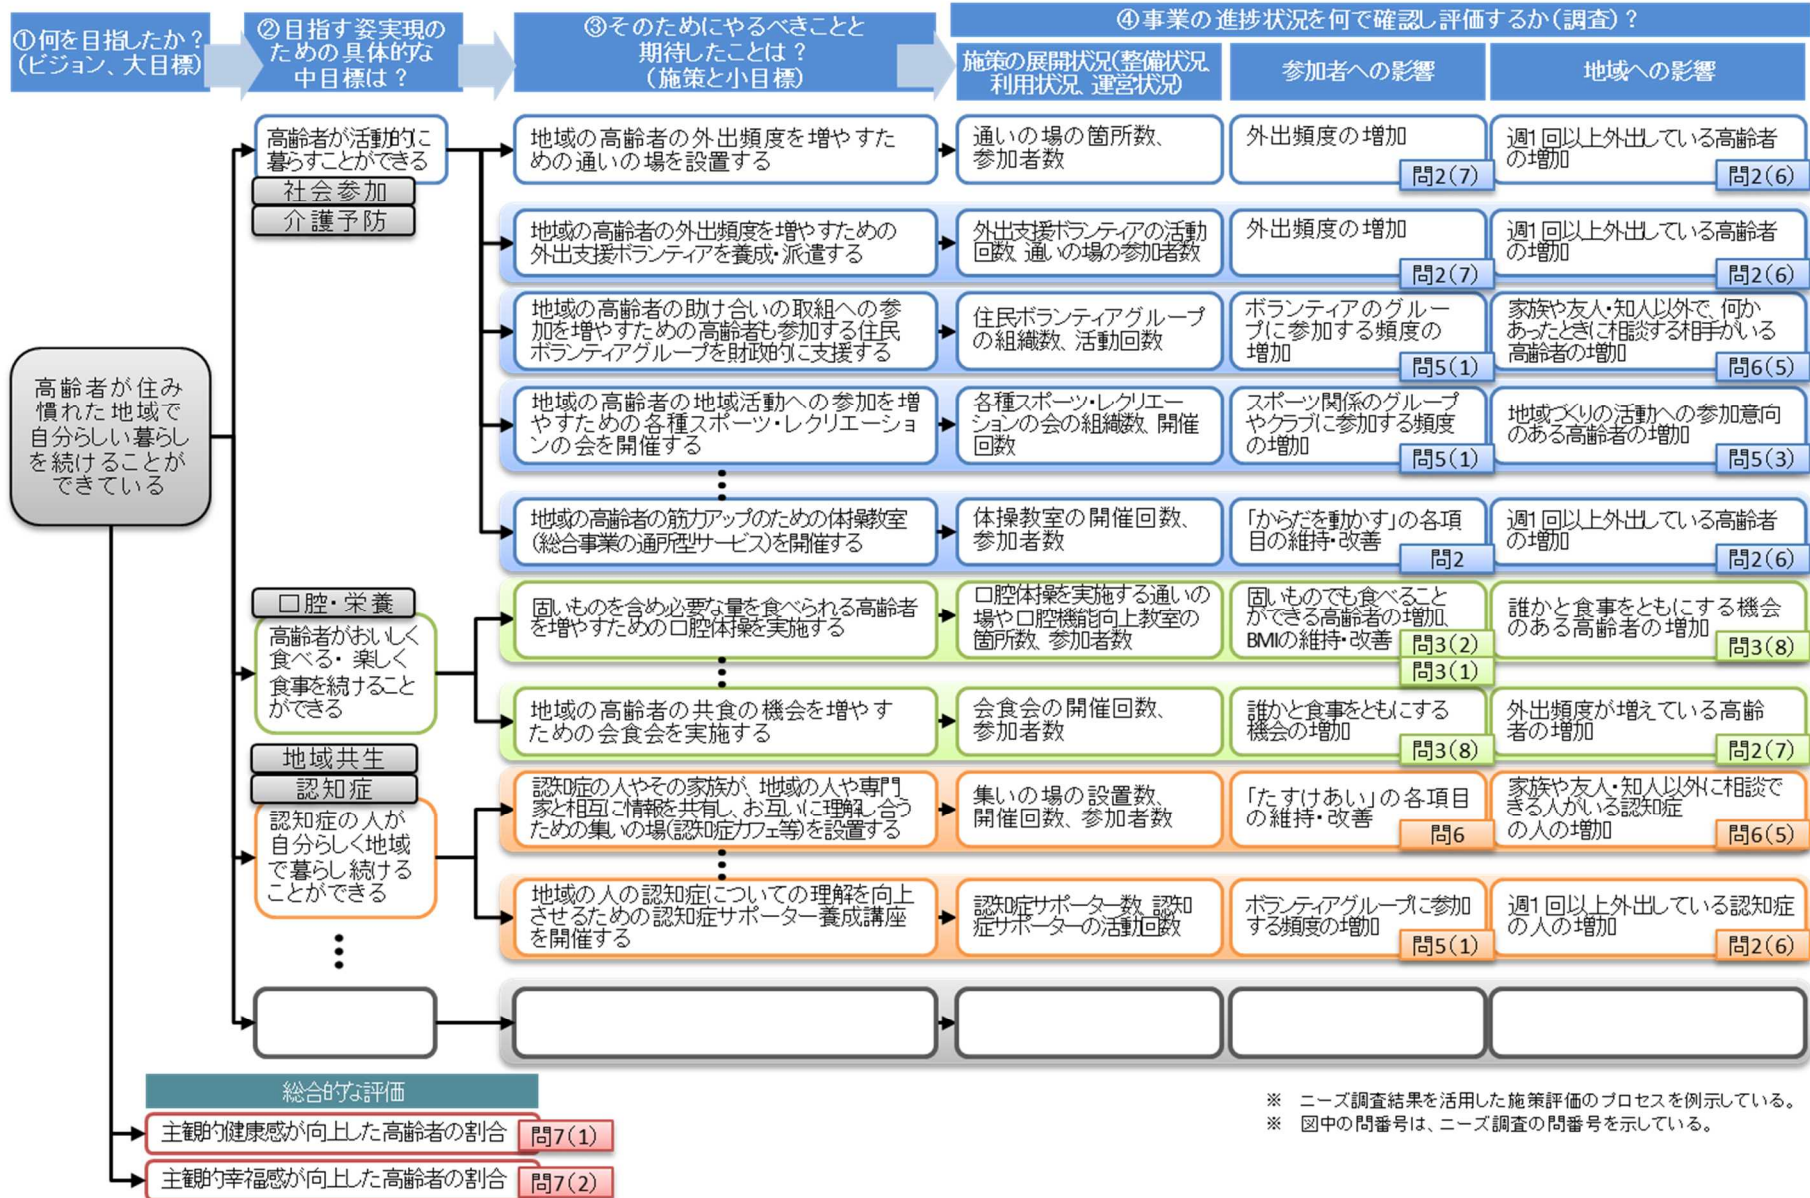 ①何を目指したか？
(ビジョン、大目標)
②目指す姿実現の
ための具体的な
中目標は？
③そのためにやるべきことと
期待したことは？
(施策と小目標)
④事業の進捗状況を何で確認し評価するか(調査)？
施策の展開状況(整備状況、
利用状況、運営状況)
参加者への影響
地域への影響
高齢者が住み
慣れた地域で
自分らしい暮らし
を続けることが
できている
高齢者が活動的に
暮らすことができる
社会参加
介護予防
地域の高齢者の外出頻度を増やすた
めの通いの場を設置する
通いの場の箇所数、
参加者数
外出頻度の増加
問2(7)
週1回以上外出している高齢者
の増加
問2(6)
地域の高齢者の外出頻度を増やすための
外出支援ボランティアを養成・派遣する
外出支援ボランティアの活動
回数、通いの場の参加者数
外出頻度の増加
問2(7)
週1回以上外出している高齢者
の増加
問2(6)
地域の高齢者の助け合いの取組への参
加を増やすための高齢者も参加する住民
ボランティアグループを財政的に支援する
住民ボランティアグループ
の組織数、活動回数
ボランティアのグルー
プに参加する頻度の
増加
問5(1)
家族や友人・知人以外で、何か
あったときに相談する相手がいる
高齢者の増加
問6(5)
地域の高齢者の地域活動への参加を増
やすための各種スポーツ・レクリエーショ
ンの会を開催する
各種スポーツ・レクリエー
ションの会の組織数、開催
回数
スポーツ関係のグループ
やクラブに参加する頻度
の増加
問5(1)
地域づくりの活動への参加意向
のある高齢者の増加
問5(3)
地域の高齢者の筋力アップのための体操教室
(総合事業の通所型サービス)を開催する
体操教室の開催回数、
参加者数
「からだを動かす」の各項
目の維持・改善
問2
週1回以上外出している高齢者
の増加
問2(6)
口腔・栄養
高齢者がおいしく
食べる・ 楽しく
食事を続けること
ができる
固いものを含め必要な量を食べられる高齢者
を増やすための口腔体操を実施する
口腔体操を実施する通いの
場や口腔機能向上教室の
箇所数、参加者数
固いものでも食べること
ができる高齢者の増加、
BMIの維持・改善
問3(2)
問3(1)
誰かと食事をともにする機会
のある高齢者の増加
問3(8)
地域の高齢者の共食の機会を増やす
ための会食会を実施する
会食会の開催回数、
参加者数
誰かと食事をともにする
機会の増加
問3(8)
外出頻度が増えている高齢
者の増加
問2(7)
地域共生
認知症
認知症の人が
自分らしく地域
で暮らし続ける
ことができる
認知症の人やその家族が、地域の人や専門
家と相互に情報を共有し、お互いに理解し合う
ための集いの場(認知症カフェ等)を設置する
集いの場の設置数、
開催回数、参加者数
「たすけあい」の各項目
の維持・改善
問6
家族や友人・知人以外に相談で
きる人がいる認知症
の人の増加
問6(5)
地域の人の認知症についての理解を向上
させるための認知症サポーター養成講座
を開催する
認知症サポーター数、認知
症サポーターの活動回数
ボランティアグループに参加
する頻度の増加
問5(1)
週1回以上外出している認知症
の人の増加
問2(6)
総合的な評価
主観的健康感が向上した高齢者の割合
問7(1)
主観的幸福感が向上した高齢者の割合
問7(2)
※ ニーズ調査結果を活用した施策評価のプロセスを例示している。
※ 図中の問番号は、ニーズ調査の問番号を示している。